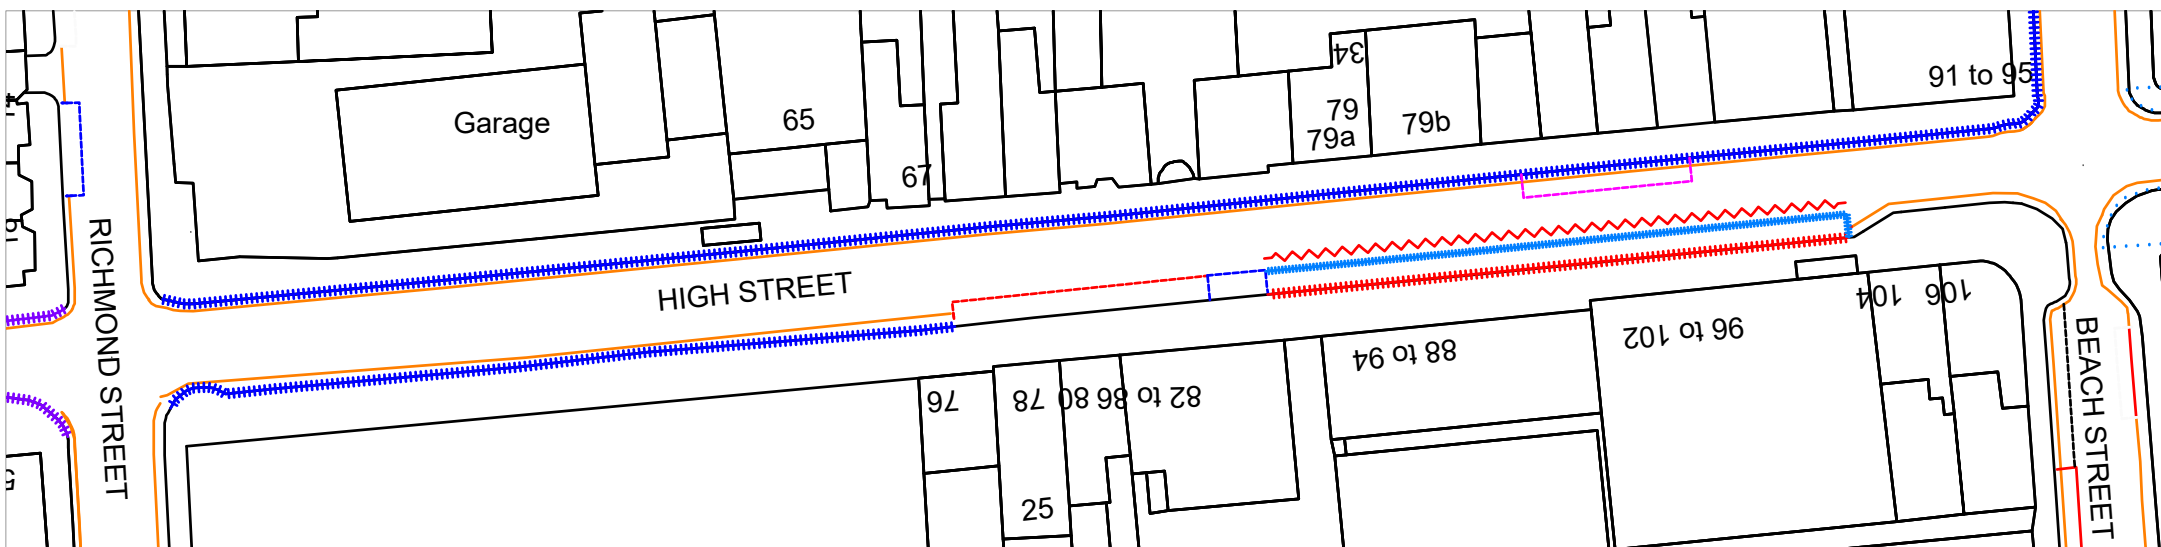 34
91 to 95
Garage
65
79
79a
79b
67
RICHMOND STREET
HIGH STREET
104
106
96 to 102
88 to 94
BEACH STREET
76
78
80
86
82 to
25